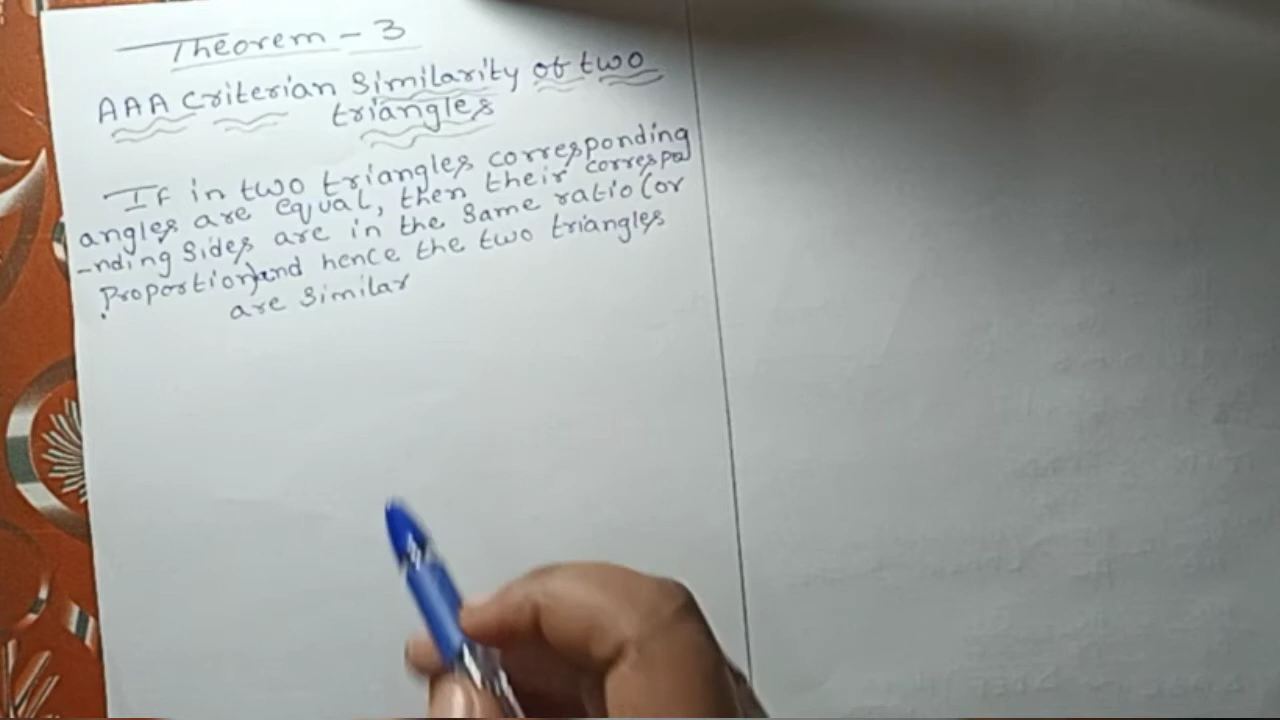 Theorem - 3
AAA Criterian Similarity of two
triangles
If in two triangles corresponding
angles are equal, then their correspo
-nding sides are in the same ratio (or
Proportion) and hence the two triangles
are similar